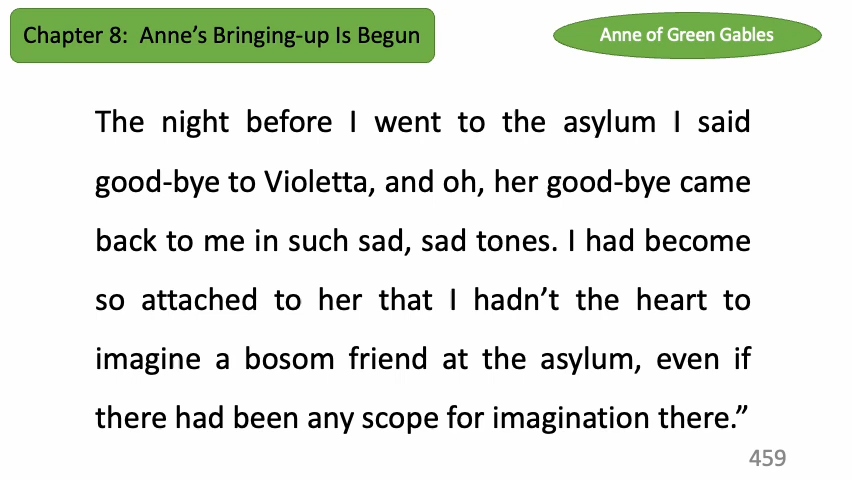 Chapter 8:  Anne’s Bringing-up Is Begun
Anne of Green Gables
The night before I went to the asylum I said
good-bye to Violetta, and oh, her good-bye came
back to me in such sad, sad tones. I had become
so attached to her that I hadn’t the heart to
imagine a bosom friend at the asylum, even if
there had been any scope for imagination there.”
459